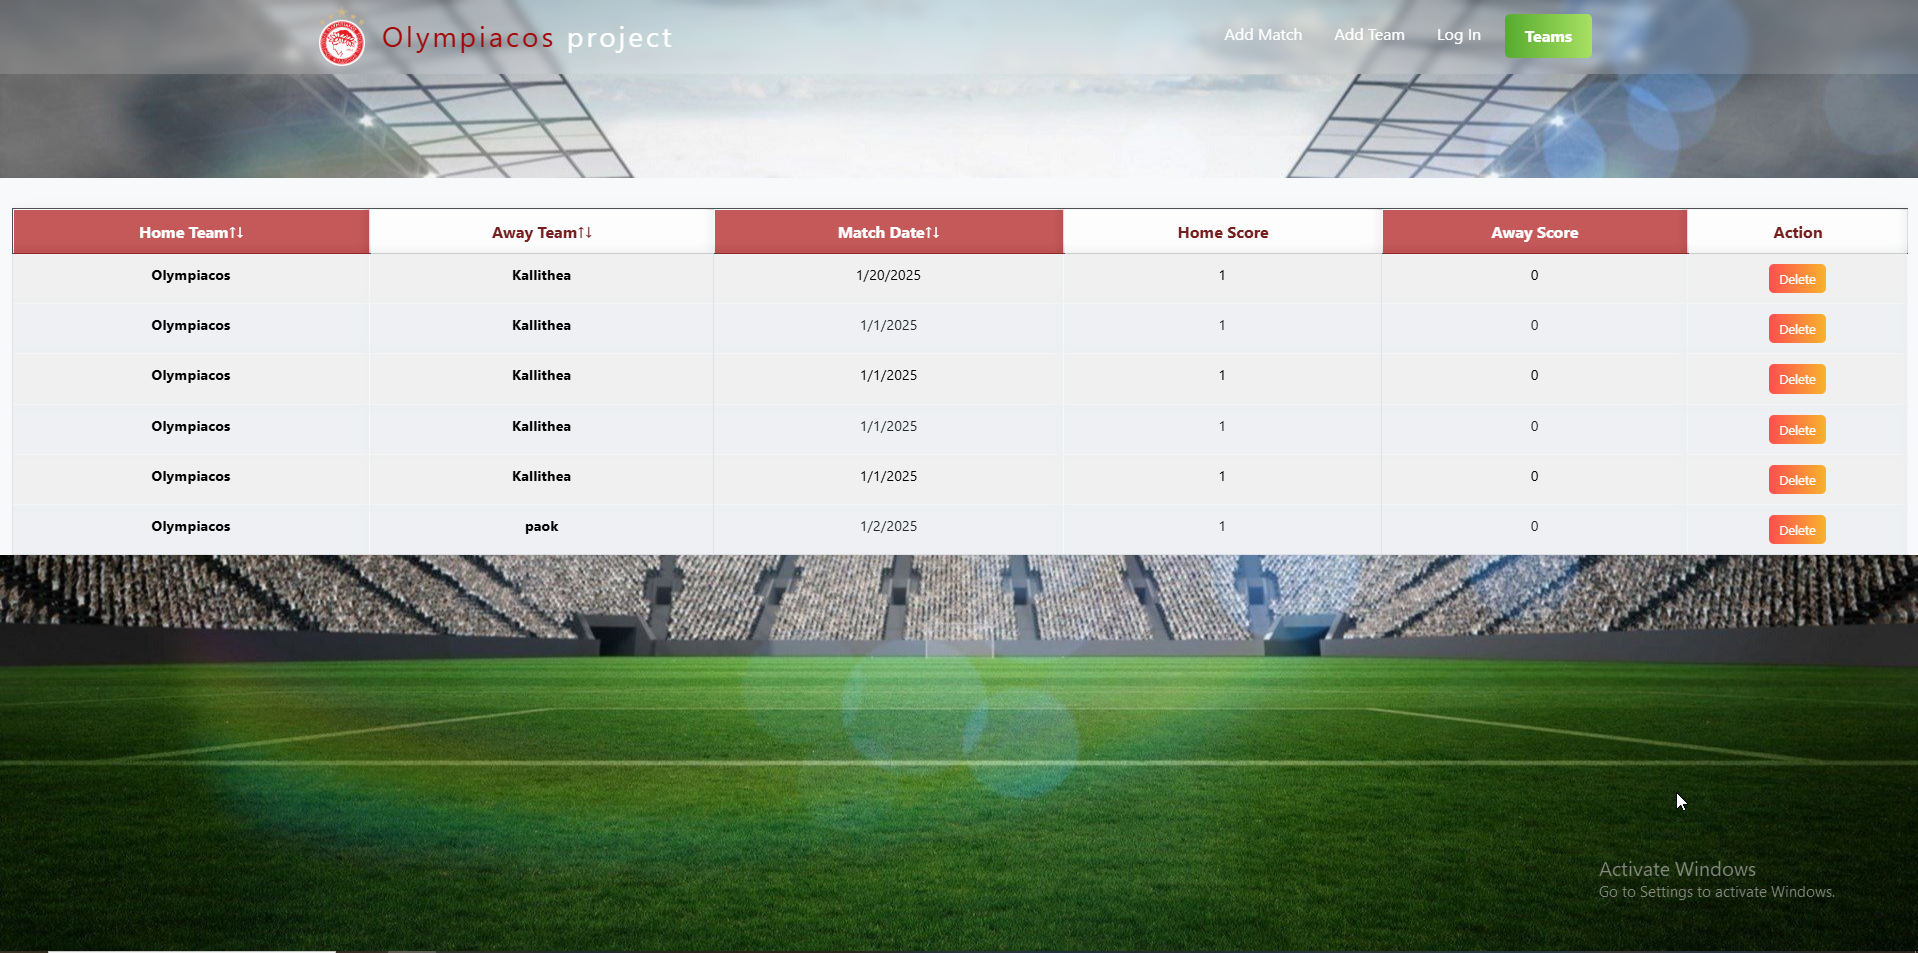 Olympiacos project
Add Match Add Team Log In Teams
Home Team↑↓ Away Team↑↓ Match Date↑↓ Home Score Away Score Action
Olympiacos Kallithea 1/20/2025 1 0 Delete
Olympiacos Kallithea 1/1/2025 1 0 Delete
Olympiacos Kallithea 1/1/2025 1 0 Delete
Olympiacos Kallithea 1/1/2025 1 0 Delete
Olympiacos Kallithea 1/1/2025 1 0 Delete
Olympiacos paok 1/2/2025 1 0 Delete
Activate Windows
Go to Settings to activate Windows.